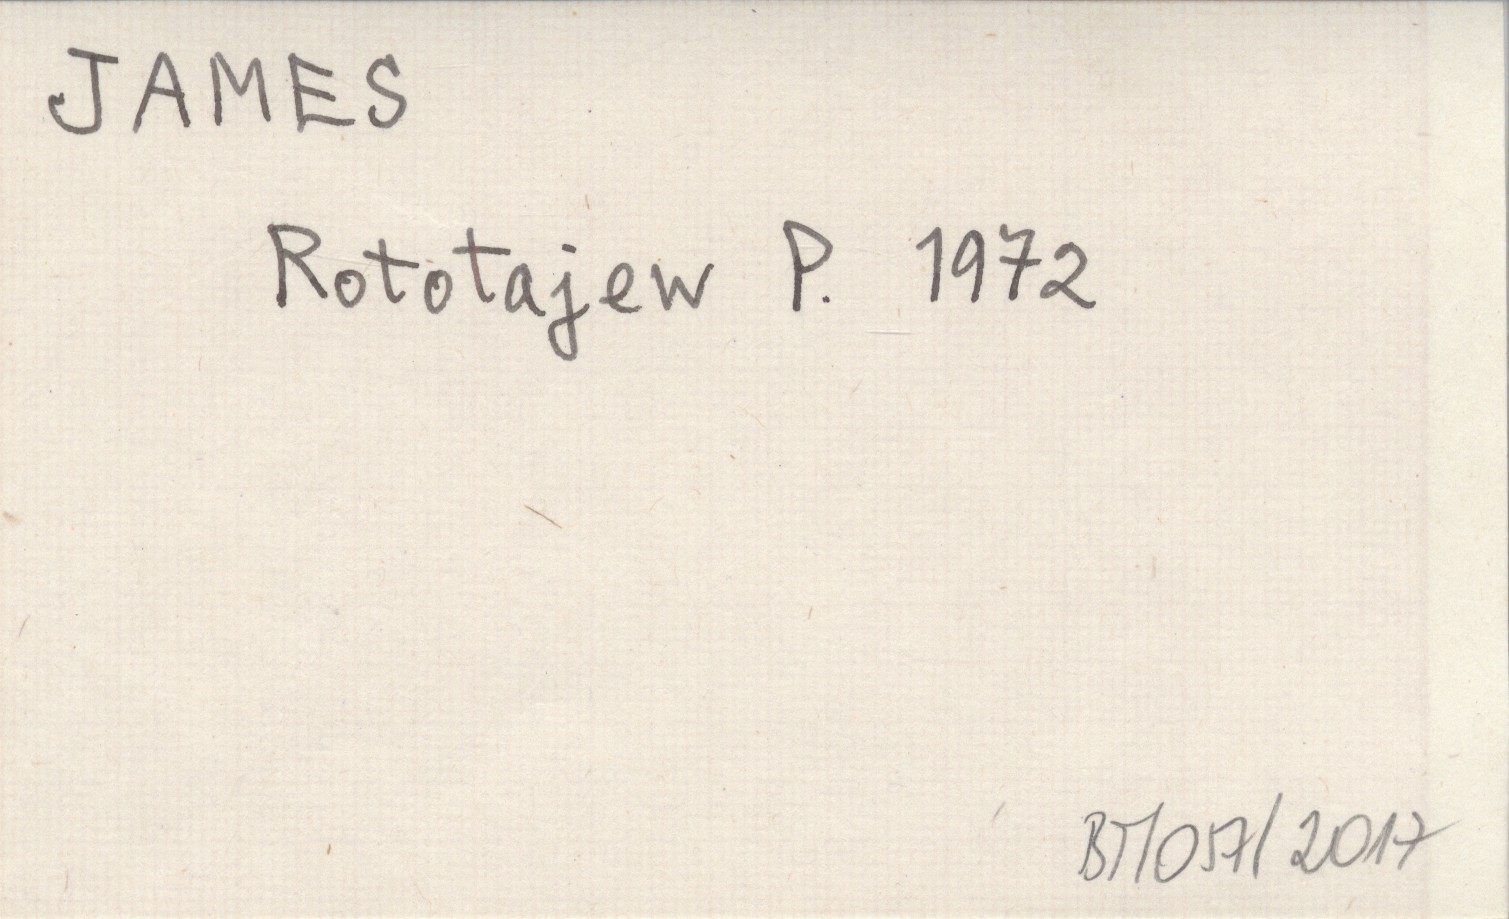 JAMES
Rototajew P. 1972
BT/057/2017